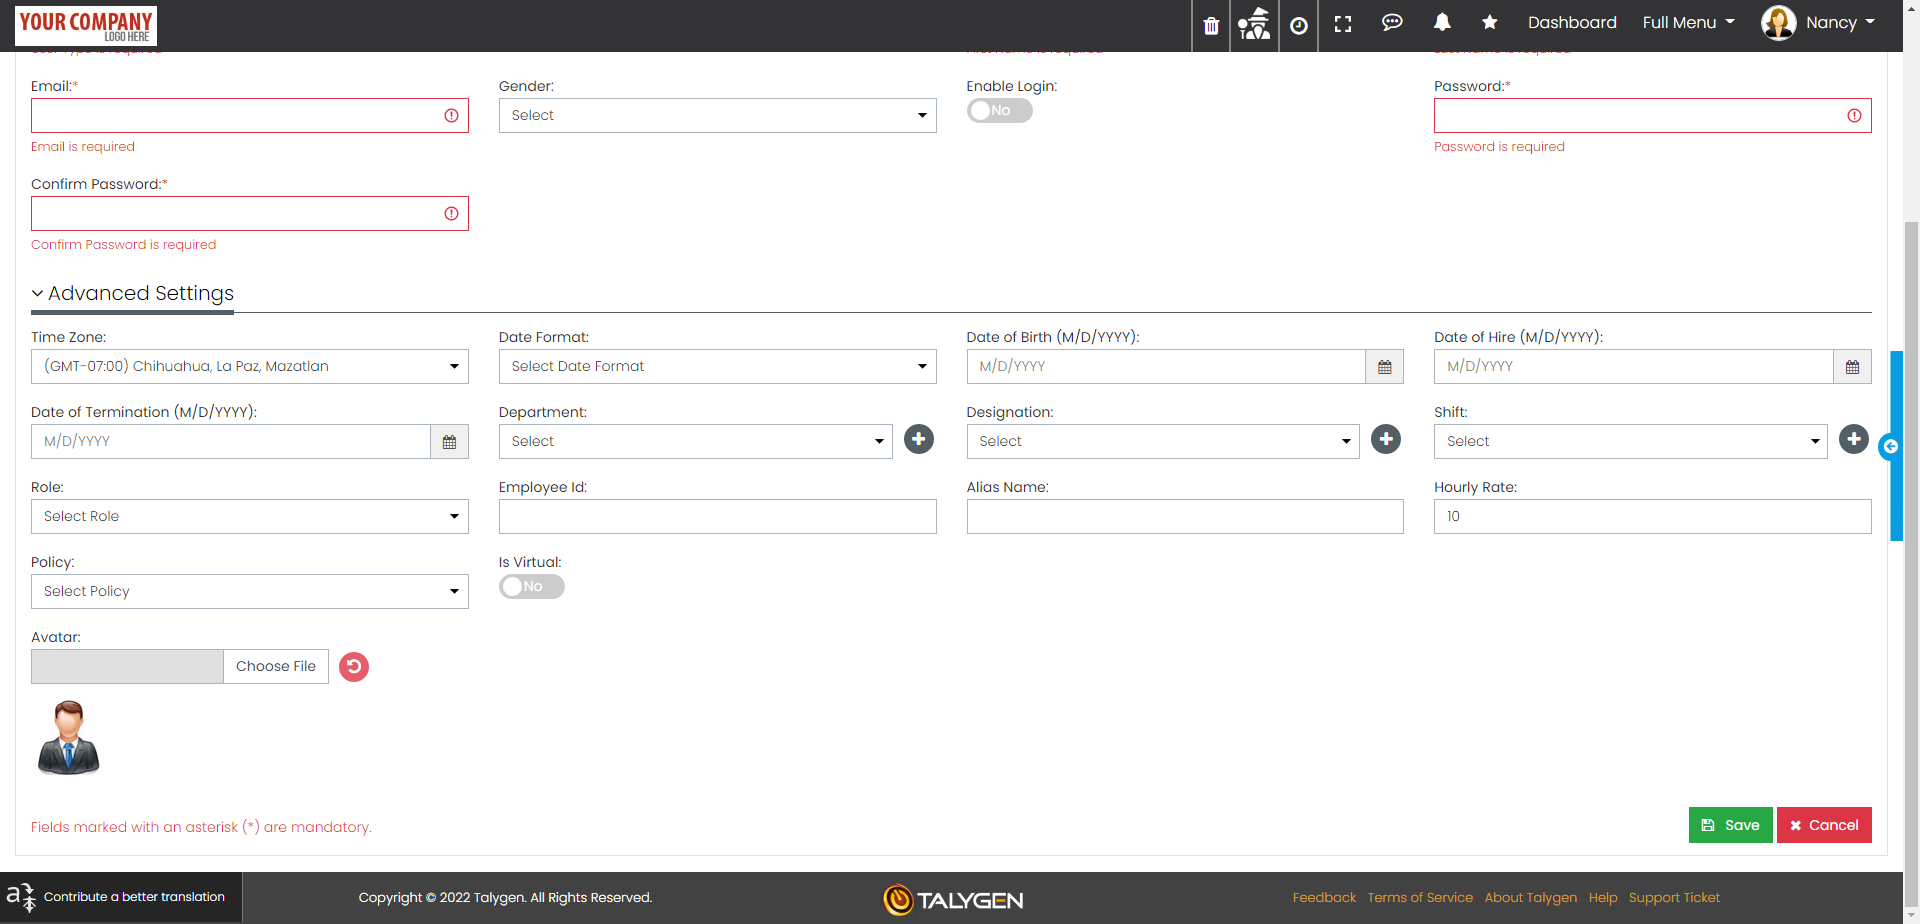 YOUR COMPANY
LOGO HERE
Dashboard
Full Menu
Nancy
Email:*
Gender:
Enable Login:
Password:*
Select
No
Email is required
Password is required
Confirm Password:*
Confirm Password is required
Advanced Settings
Time Zone:
Date Format:
Date of Birth (M/D/YYYY):
Date of Hire (M/D/YYYY):
(GMT-07:00) Chihuahua, La Paz, Mazatlan
Select Date Format
M/D/YYYY
M/D/YYYY
Date of Termination (M/D/YYYY):
Department:
Designation:
Shift:
M/D/YYYY
Select
Select
Select
Role:
Employee Id:
Alias Name:
Hourly Rate:
Select Role
10
Policy:
Is Virtual:
Select Policy
No
Avatar:
Choose File
Fields marked with an asterisk (*) are mandatory.
Save
Cancel
Contribute a better translation
Copyright © 2022 Talygen. All Rights Reserved.
TALYGEN
Feedback
Terms of Service
About Talygen
Help
Support Ticket